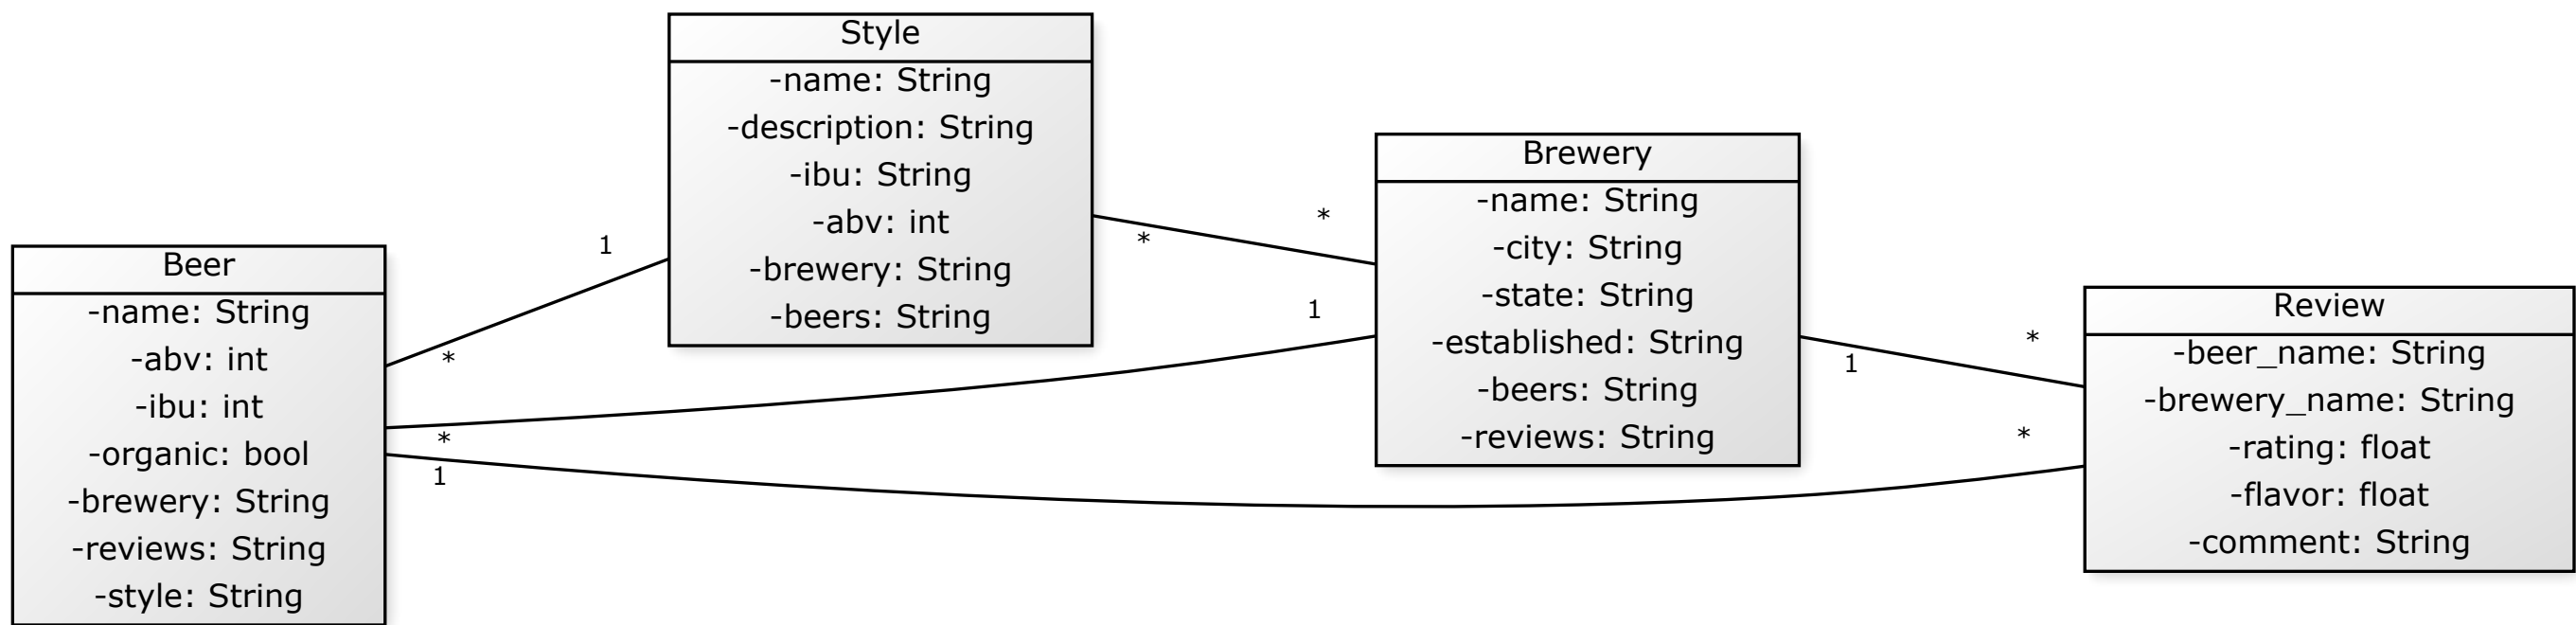 Style
-name: String
-description: String
-ibu: String
-abv: int
-brewery: String
-beers: String
Brewery
-name: String
-city: String
-state: String
-established: String
-beers: String
-reviews: String
Beer
-name: String
-abv: int
-ibu: int
-organic: bool
-brewery: String
-reviews: String
-style: String
Review
-beer_name: String
-brewery_name: String
-rating: float
-flavor: float
-comment: String
1
*
*
*
1
*
1
*
1
*